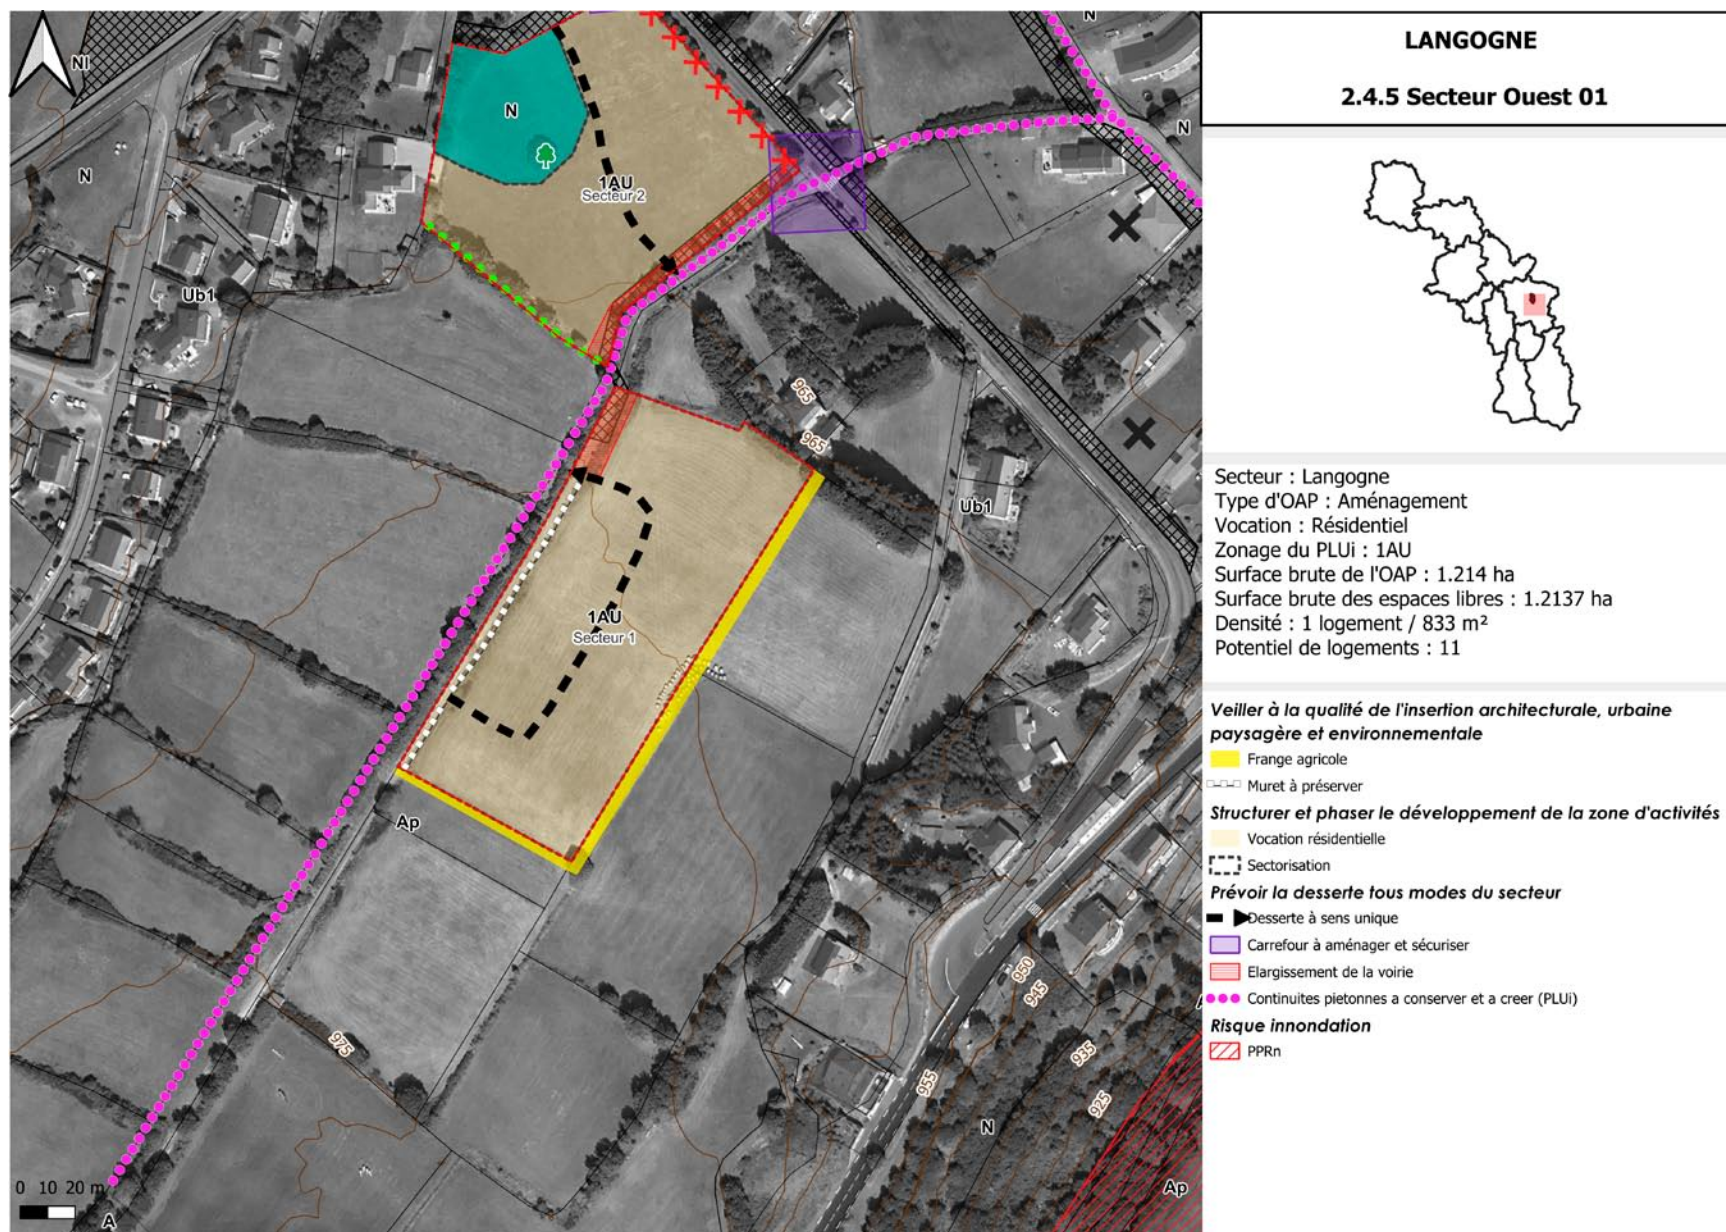 LANGOGNE
2.4.5 Secteur Ouest 01
Secteur : Langogne
Type d'OAP : Aménagement
Vocation : Résidentiel
Zonage du PLUi : 1AU
Surface brute de l'OAP : 1.214 ha
Surface brute des espaces libres : 1.2137 ha
Densité : 1 logement / 833 m²
Potentiel de logements : 11
Veiller à la qualité de l'insertion architecturale, urbaine
paysagère et environnementale
Frange agricole
Muret à préserver
Structurer et phaser le développement de la zone d'activités
Vocation résidentielle
Sectorisation
Prévoir la desserte tous modes du secteur
Desserte à sens unique
Carrefour à aménager et sécuriser
Elargissement de la voirie
Continuites pietonnes a conserver et a creer (PLUi)
Risque innondation
PPRn
N
Nl
N
N
N
1AU
Secteur 2
Ub1
965
965
Ub1
1AU
Secteur 1
Ap
975
950
945
935
955
925
N
Ap
0 10 20 m
A